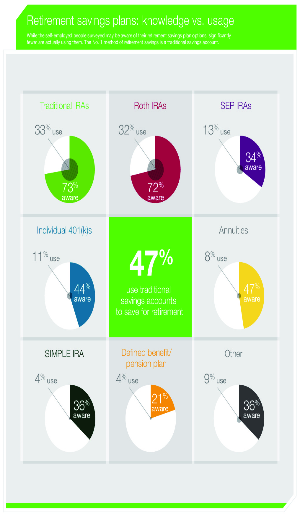 Retirement savings plans: knowledge vs. usage
Traditional IRAs
33% use
73%
aware
Roth IRAs
32% use
72%
aware
SEP IRAs
13% use
34%
aware
Individual 401(k)s
11% use
44%
aware
47%
use traditional
savings accounts
to save for retirement
Annuities
8% use
47%
aware
SIMPLE IRA
4% use
36%
aware
Defined benefit/
pension plan
4% use
21%
aware
Other
9% use
36%
aware